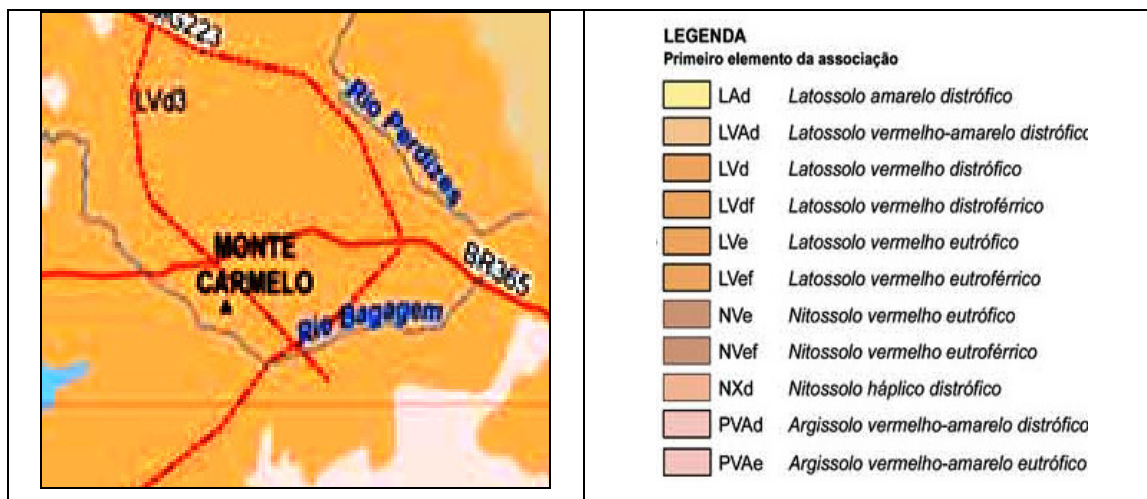 MG223
LVd3
Rio Perdizes
MONTE
CARMELO
BR365
Rio Bagagem
LEGENDA
Primeiro elemento da associação
LAd Latossolo amarelo distrófico
LVAd Latossolo vermelho-amarelo distrófico
LVd Latossolo vermelho distrófico
LVdf Latossolo vermelho distroférrico
LVe Latossolo vermelho eutrófico
LVef Latossolo vermelho eutroférrico
NVe Nitossolo vermelho eutrófico
NVef Nitossolo vermelho eutroférrico
NXd Nitossolo háplico distrófico
PVAd Argissolo vermelho-amarelo distrófico
PVAe Argissolo vermelho-amarelo eutrófico